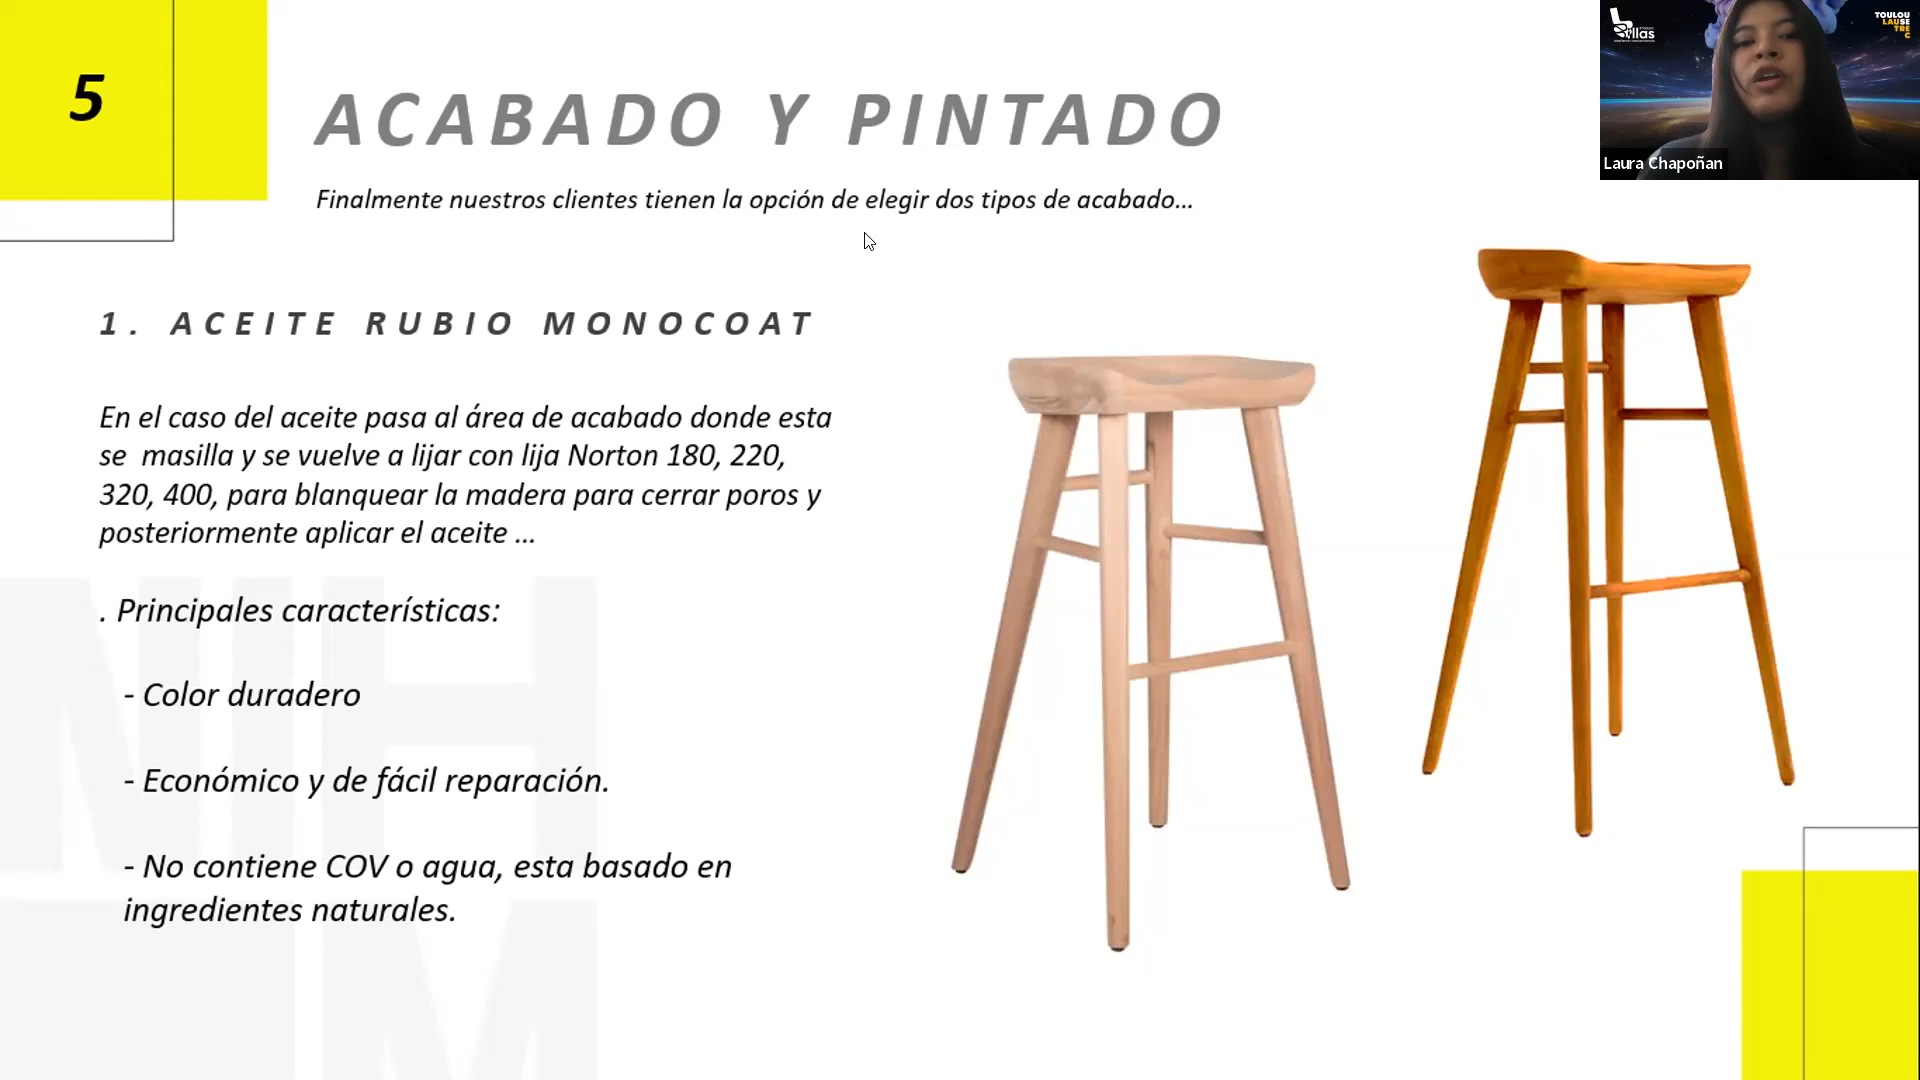 5
ACABADO Y PINTADO
Finalmente nuestros clientes tienen la opción de elegir dos tipos de acabado...
1. ACEITE RUBIO MONOCOAT
En el caso del aceite pasa al área de acabado donde esta
se masilla y se vuelve a lijar con lija Norton 180, 220,
320, 400, para blanquear la madera para cerrar poros y
posteriormente aplicar el aceite ...
. Principales características:
- Color duradero
- Económico y de fácil reparación.
- No contiene COV o agua, esta basado en
ingredientes naturales.
TOULOU
LAUSE
TRE
C
Laura Chapoñan